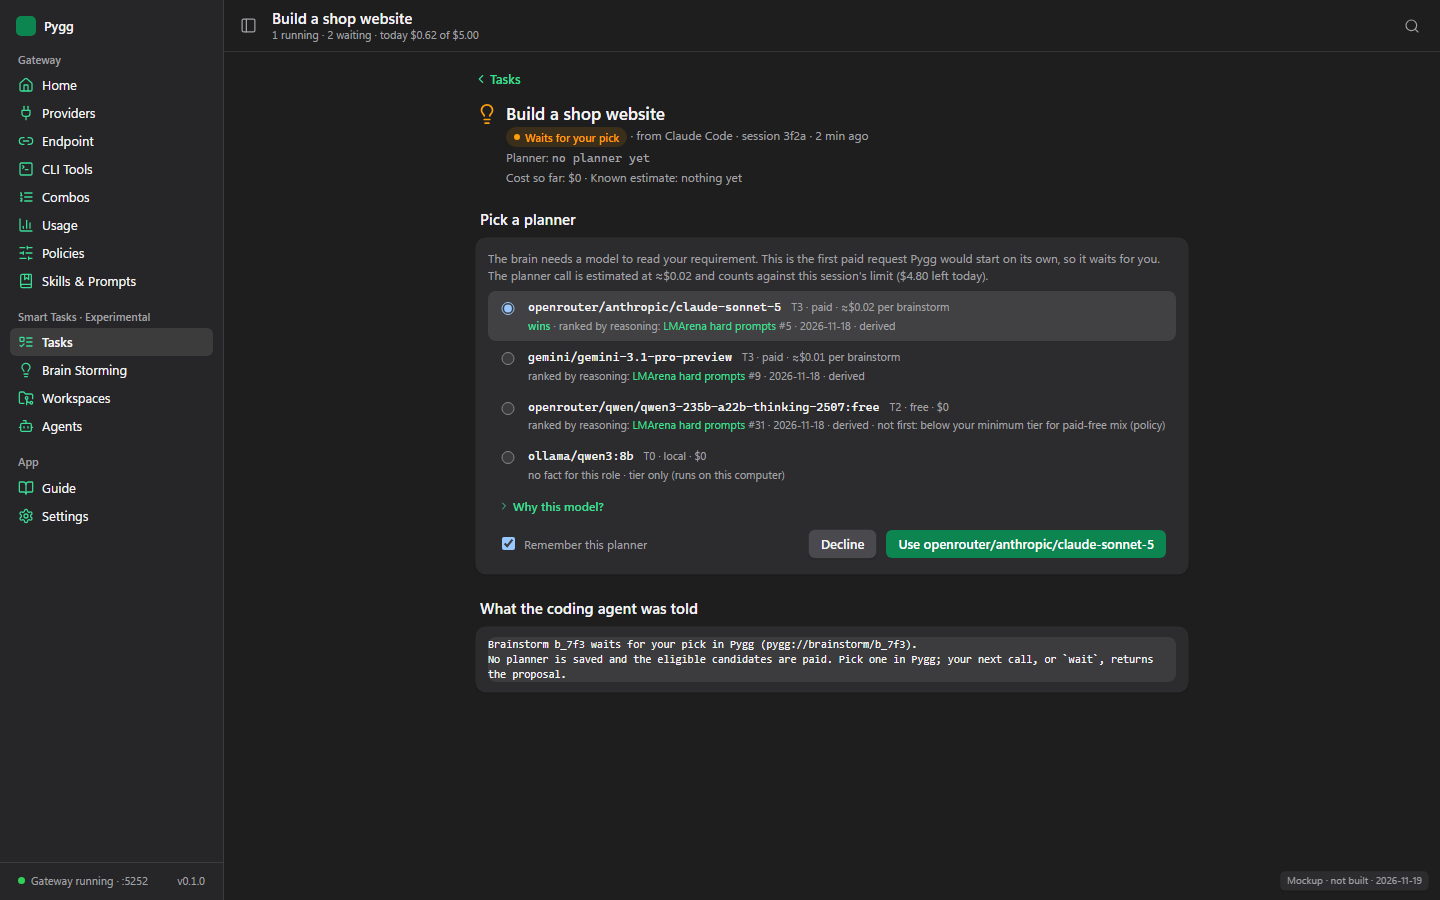 Pygg
Gateway
Home
Providers
Endpoint
CLI Tools
Combos
Usage
Policies
Skills & Prompts
Smart Tasks · Experimental
Tasks
Brain Storming
Workspaces
Agents
App
Guide
Settings
Gateway running · :5252 v0.1.0
Build a shop website
1 running · 2 waiting · today $0.62 of $5.00
Tasks
Build a shop website
Waits for your pick · from Claude Code · session 3f2a · 2 min ago
Planner: no planner yet
Cost so far: $0 · Known estimate: nothing yet
Pick a planner
The brain needs a model to read your requirement. This is the first paid request Pygg would start on its own, so it waits for you.
The planner call is estimated at ≈$0.02 and counts against this session's limit ($4.80 left today).
openrouter/anthropic/claude-sonnet-5 T3 · paid · ≈$0.02 per brainstorm
wins · ranked by reasoning: LMArena hard prompts #5 · 2026-11-18 · derived
gemini/gemini-3.1-pro-preview T3 · paid · ≈$0.01 per brainstorm
ranked by reasoning: LMArena hard prompts #9 · 2026-11-18 · derived
openrouter/qwen/qwen3-235b-a22b-thinking-2507:free T2 · free · $0
ranked by reasoning: LMArena hard prompts #31 · 2026-11-18 · derived · not first: below your minimum tier for paid-free mix (policy)
ollama/qwen3:8b T0 · local · $0
no fact for this role · tier only (runs on this computer)
Why this model?
Remember this planner
Decline
Use openrouter/anthropic/claude-sonnet-5
What the coding agent was told
Brainstorm b_7f3 waits for your pick in Pygg (pygg://brainstorm/b_7f3).
No planner is saved and the eligible candidates are paid. Pick one in Pygg; your next call, or `wait`, returns
the proposal.
Mockup · not built · 2026-11-19